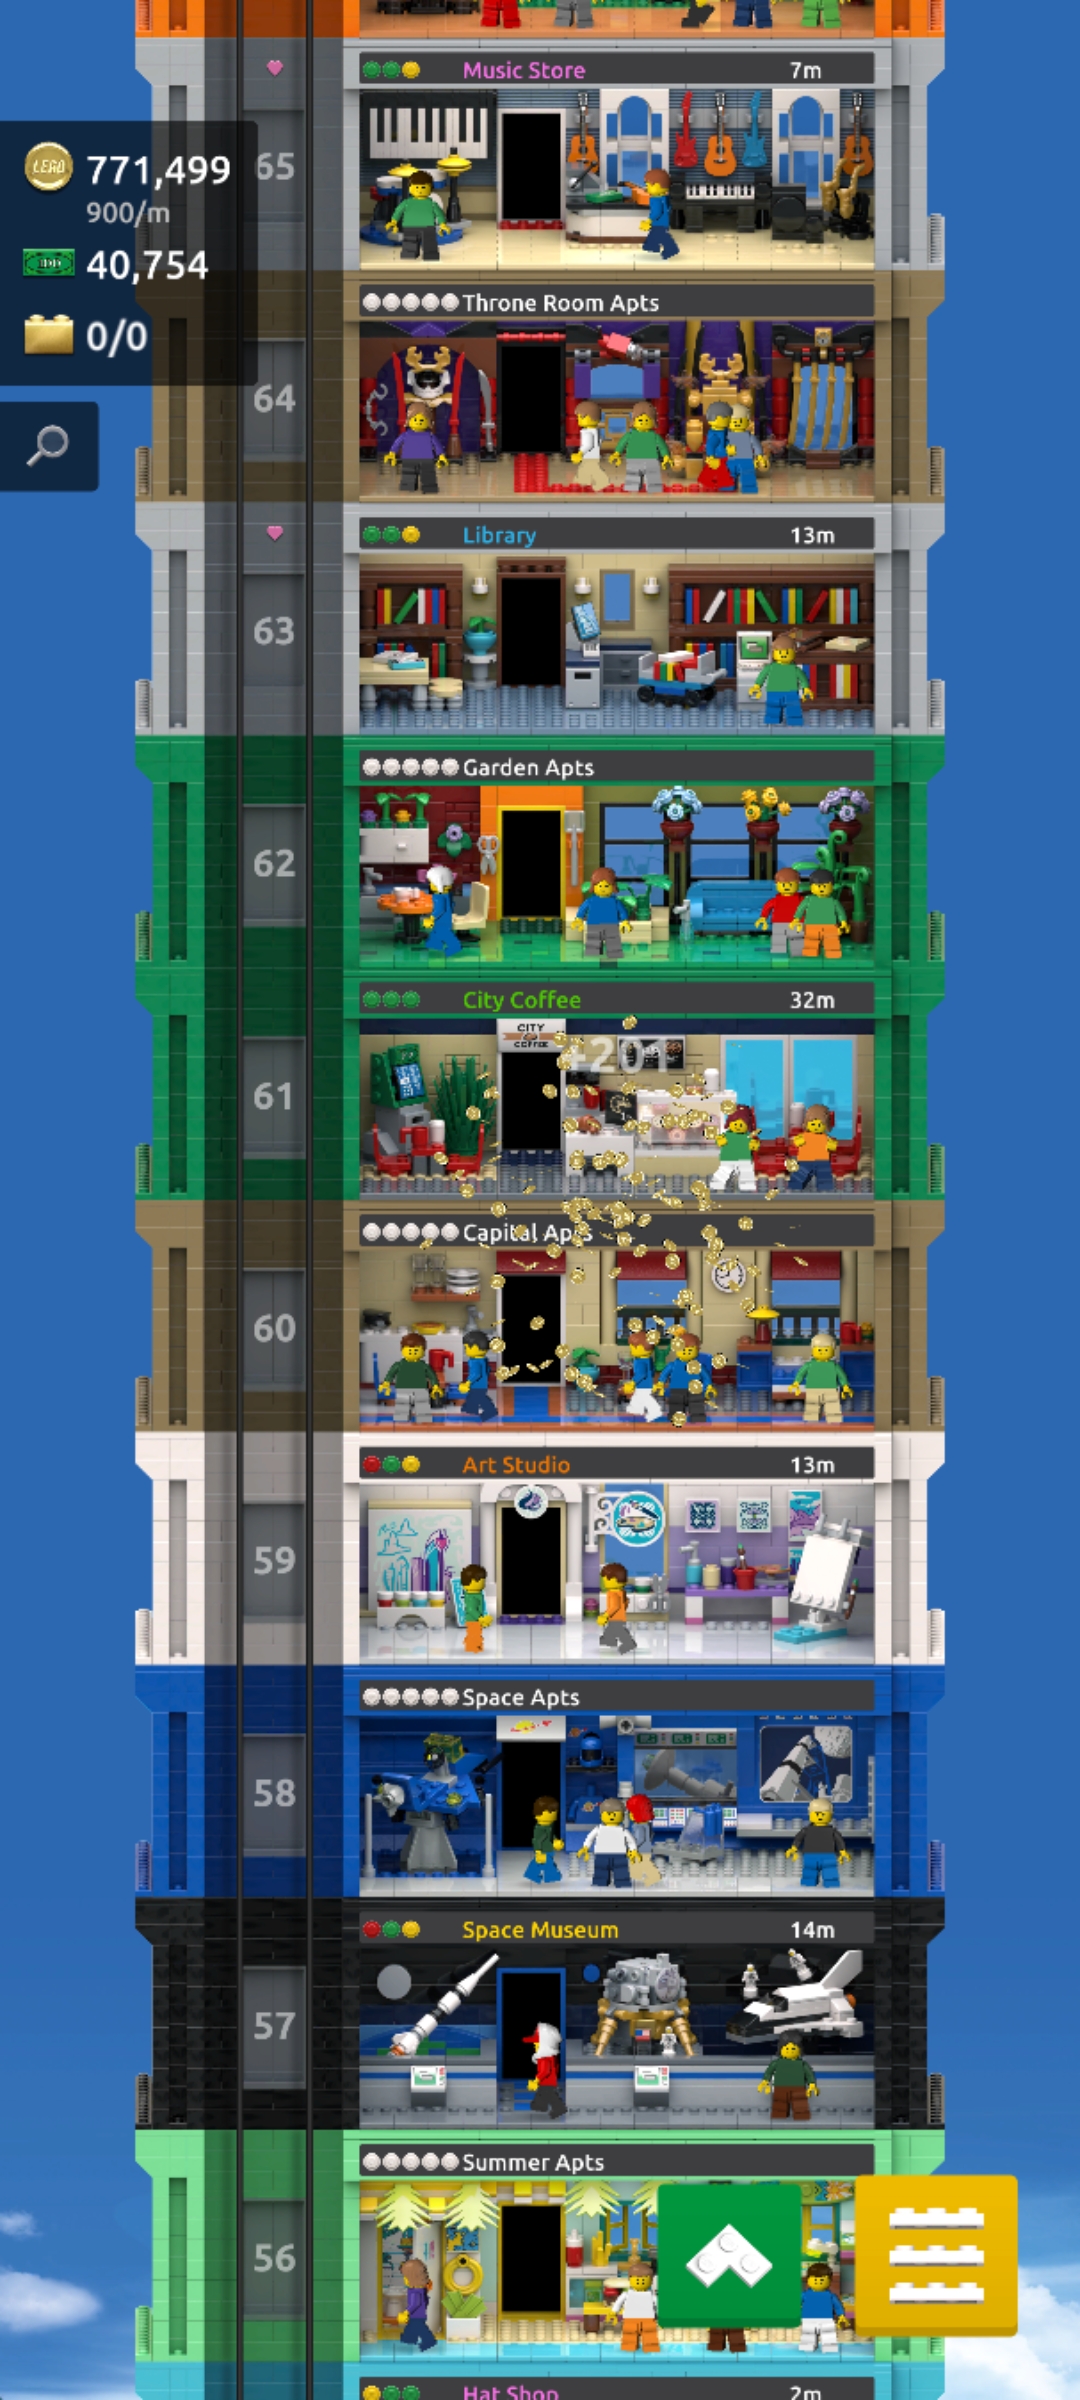 Music Store 7m
LEGO 771,499
900/m
40,754
0/0
65
Throne Room Apts
64
Library 13m
63
Garden Apts
62
City Coffee 32m
CITY
COFFEE
+201
61
Capital Apts
60
Art Studio 13m
59
Space Apts
58
Space Museum 14m
57
Summer Apts
56
Hat Shop 2m